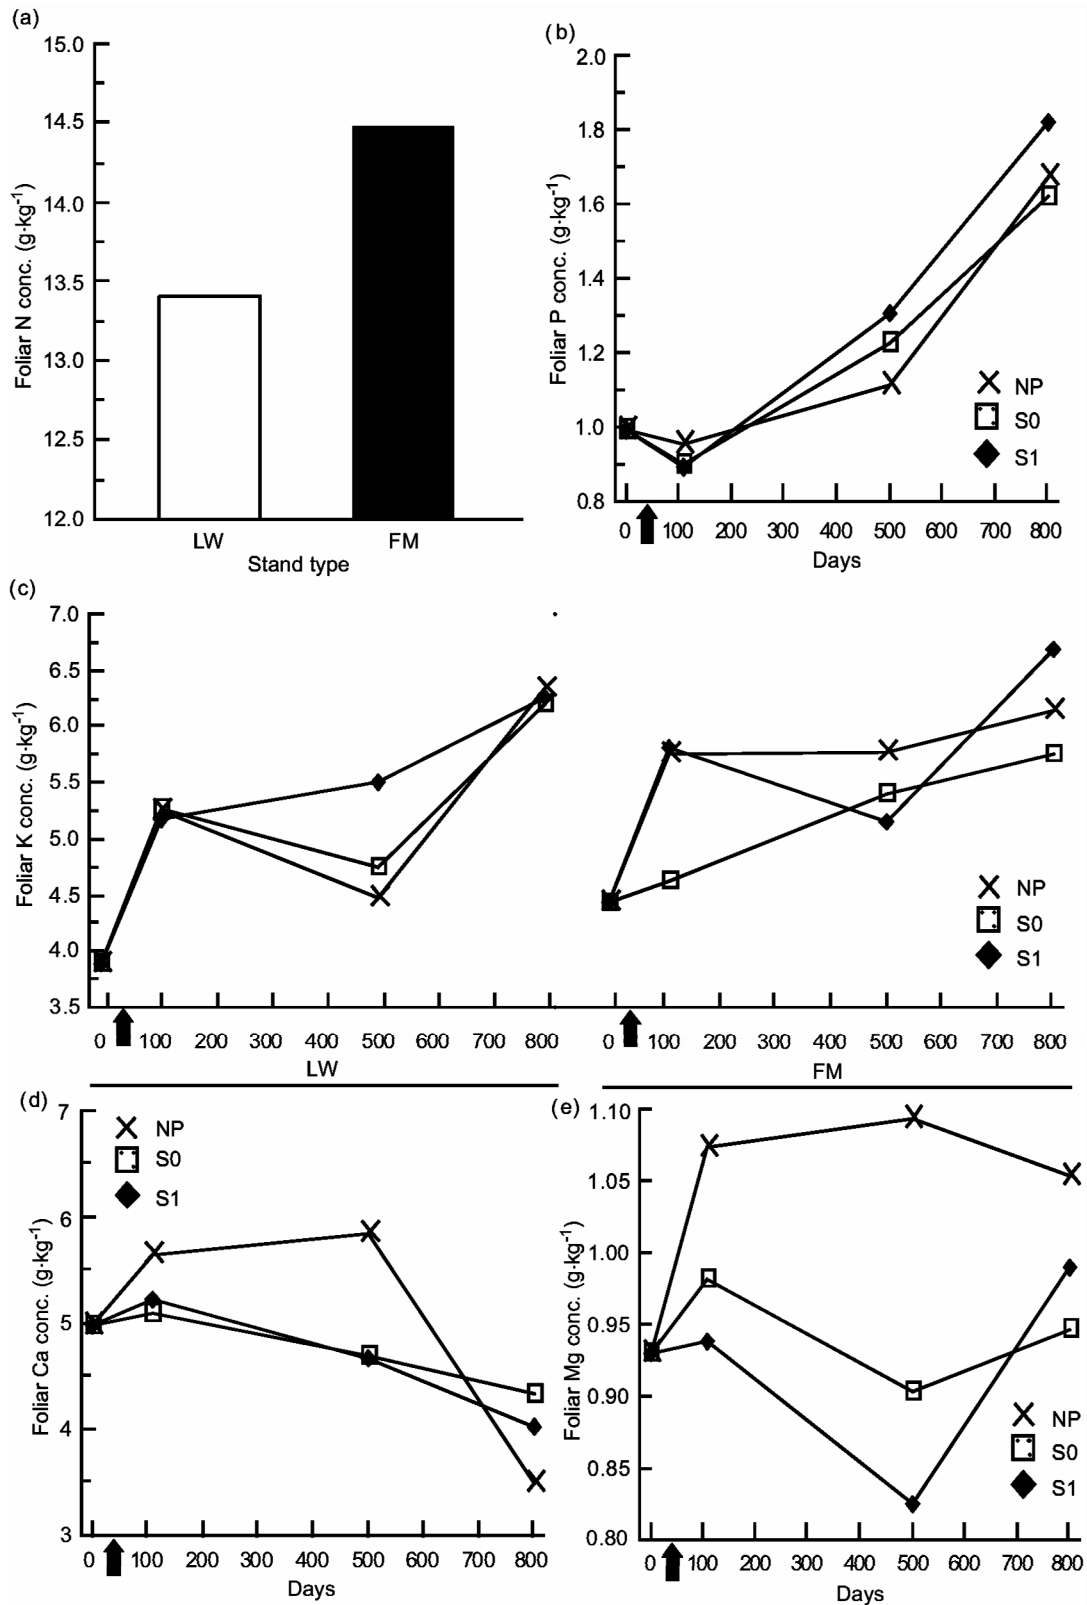 (a)
15.0
14.5
14.0
13.5
13.0
12.5
12.0
Foliar N conc. (g·kg⁻¹)
LW FM
Stand type
(b)
2.0
1.8
1.6
1.4
1.2
1.0
0.8
Foliar P conc. (g·kg⁻¹)
NP
S0
S1
0 100 200 300 400 500 600 700 800
Days
(c)
7.0
6.5
6.0
5.5
5.0
4.5
4.0
3.5
Foliar K conc. (g·kg⁻¹)
NP
S0
S1
0 100 200 300 400 500 600 700 800
LW
0 100 200 300 400 500 600 700 800
FM
(d)
7
6
5
4
3
Foliar Ca conc. (g·kg⁻¹)
NP
S0
S1
0 100 200 300 400 500 600 700 800
Days
(e)
1.10
1.05
1.00
0.95
0.90
0.85
0.80
Foliar Mg conc. (g·kg⁻¹)
NP
S0
S1
0 100 200 300 400 500 600 700 800
Days